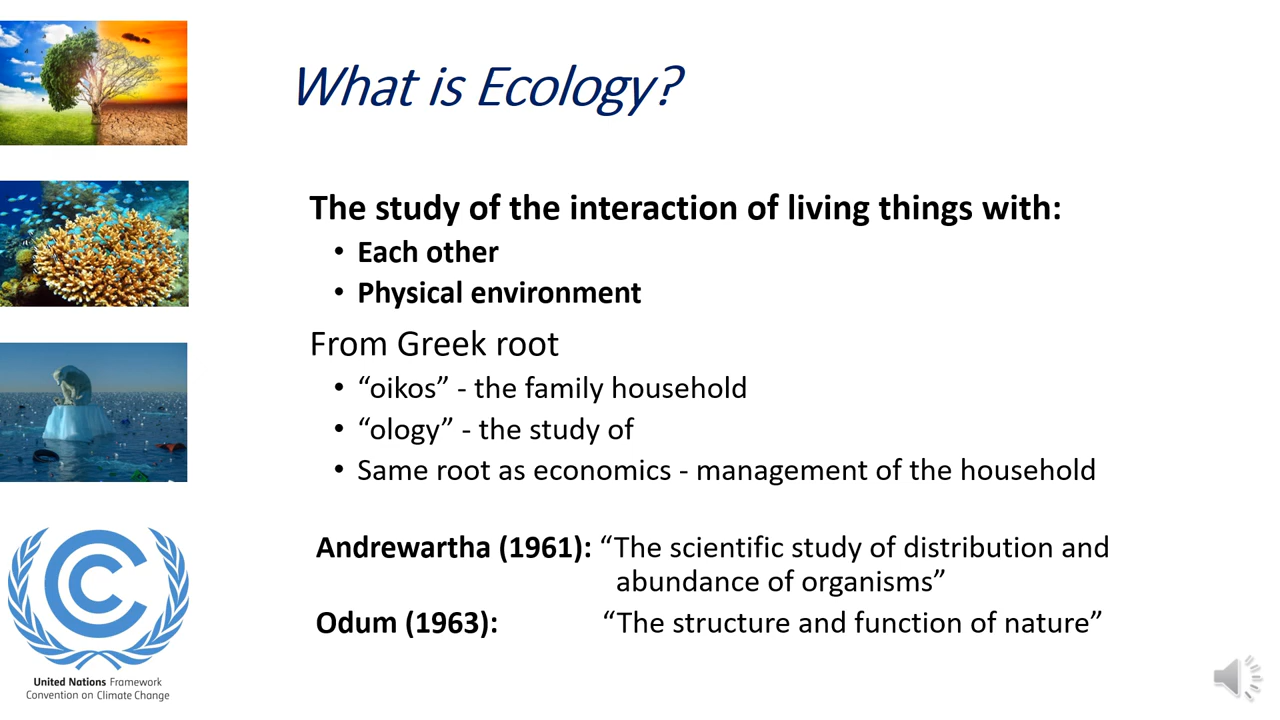 What is Ecology?
The study of the interaction of living things with:
• Each other
• Physical environment
From Greek root
• “oikos” - the family household
• “ology” - the study of
• Same root as economics - management of the household
Andrewartha (1961): “The scientific study of distribution and
abundance of organisms”
Odum (1963): “The structure and function of nature”
United Nations Framework
Convention on Climate Change